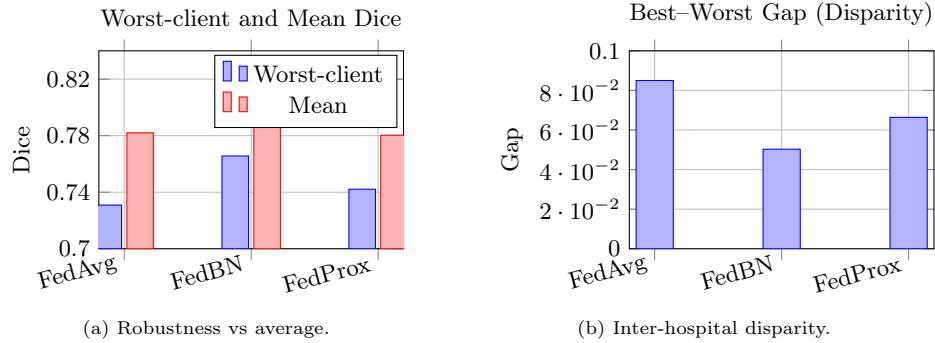 Worst-client and Mean Dice
Dice
0.82
0.78
0.74
0.7
Worst-client
Mean
FedAvg
FedBN
FedProx
(a) Robustness vs average.
Best–Worst Gap (Disparity)
Gap
0.1
8 · 10⁻²
6 · 10⁻²
4 · 10⁻²
2 · 10⁻²
0
FedAvg
FedBN
FedProx
(b) Inter-hospital disparity.